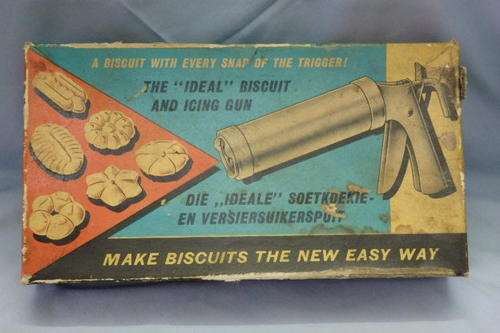 A BISCUIT WITH EVERY SNAP OF THE TRIGGER!
THE "IDEAL" BISCUIT
AND ICING GUN
DIE „IDEALE" SOETKOEKIE-
EN VERSIERSUIKERSPUIT
MAKE BISCUITS THE NEW EASY WAY